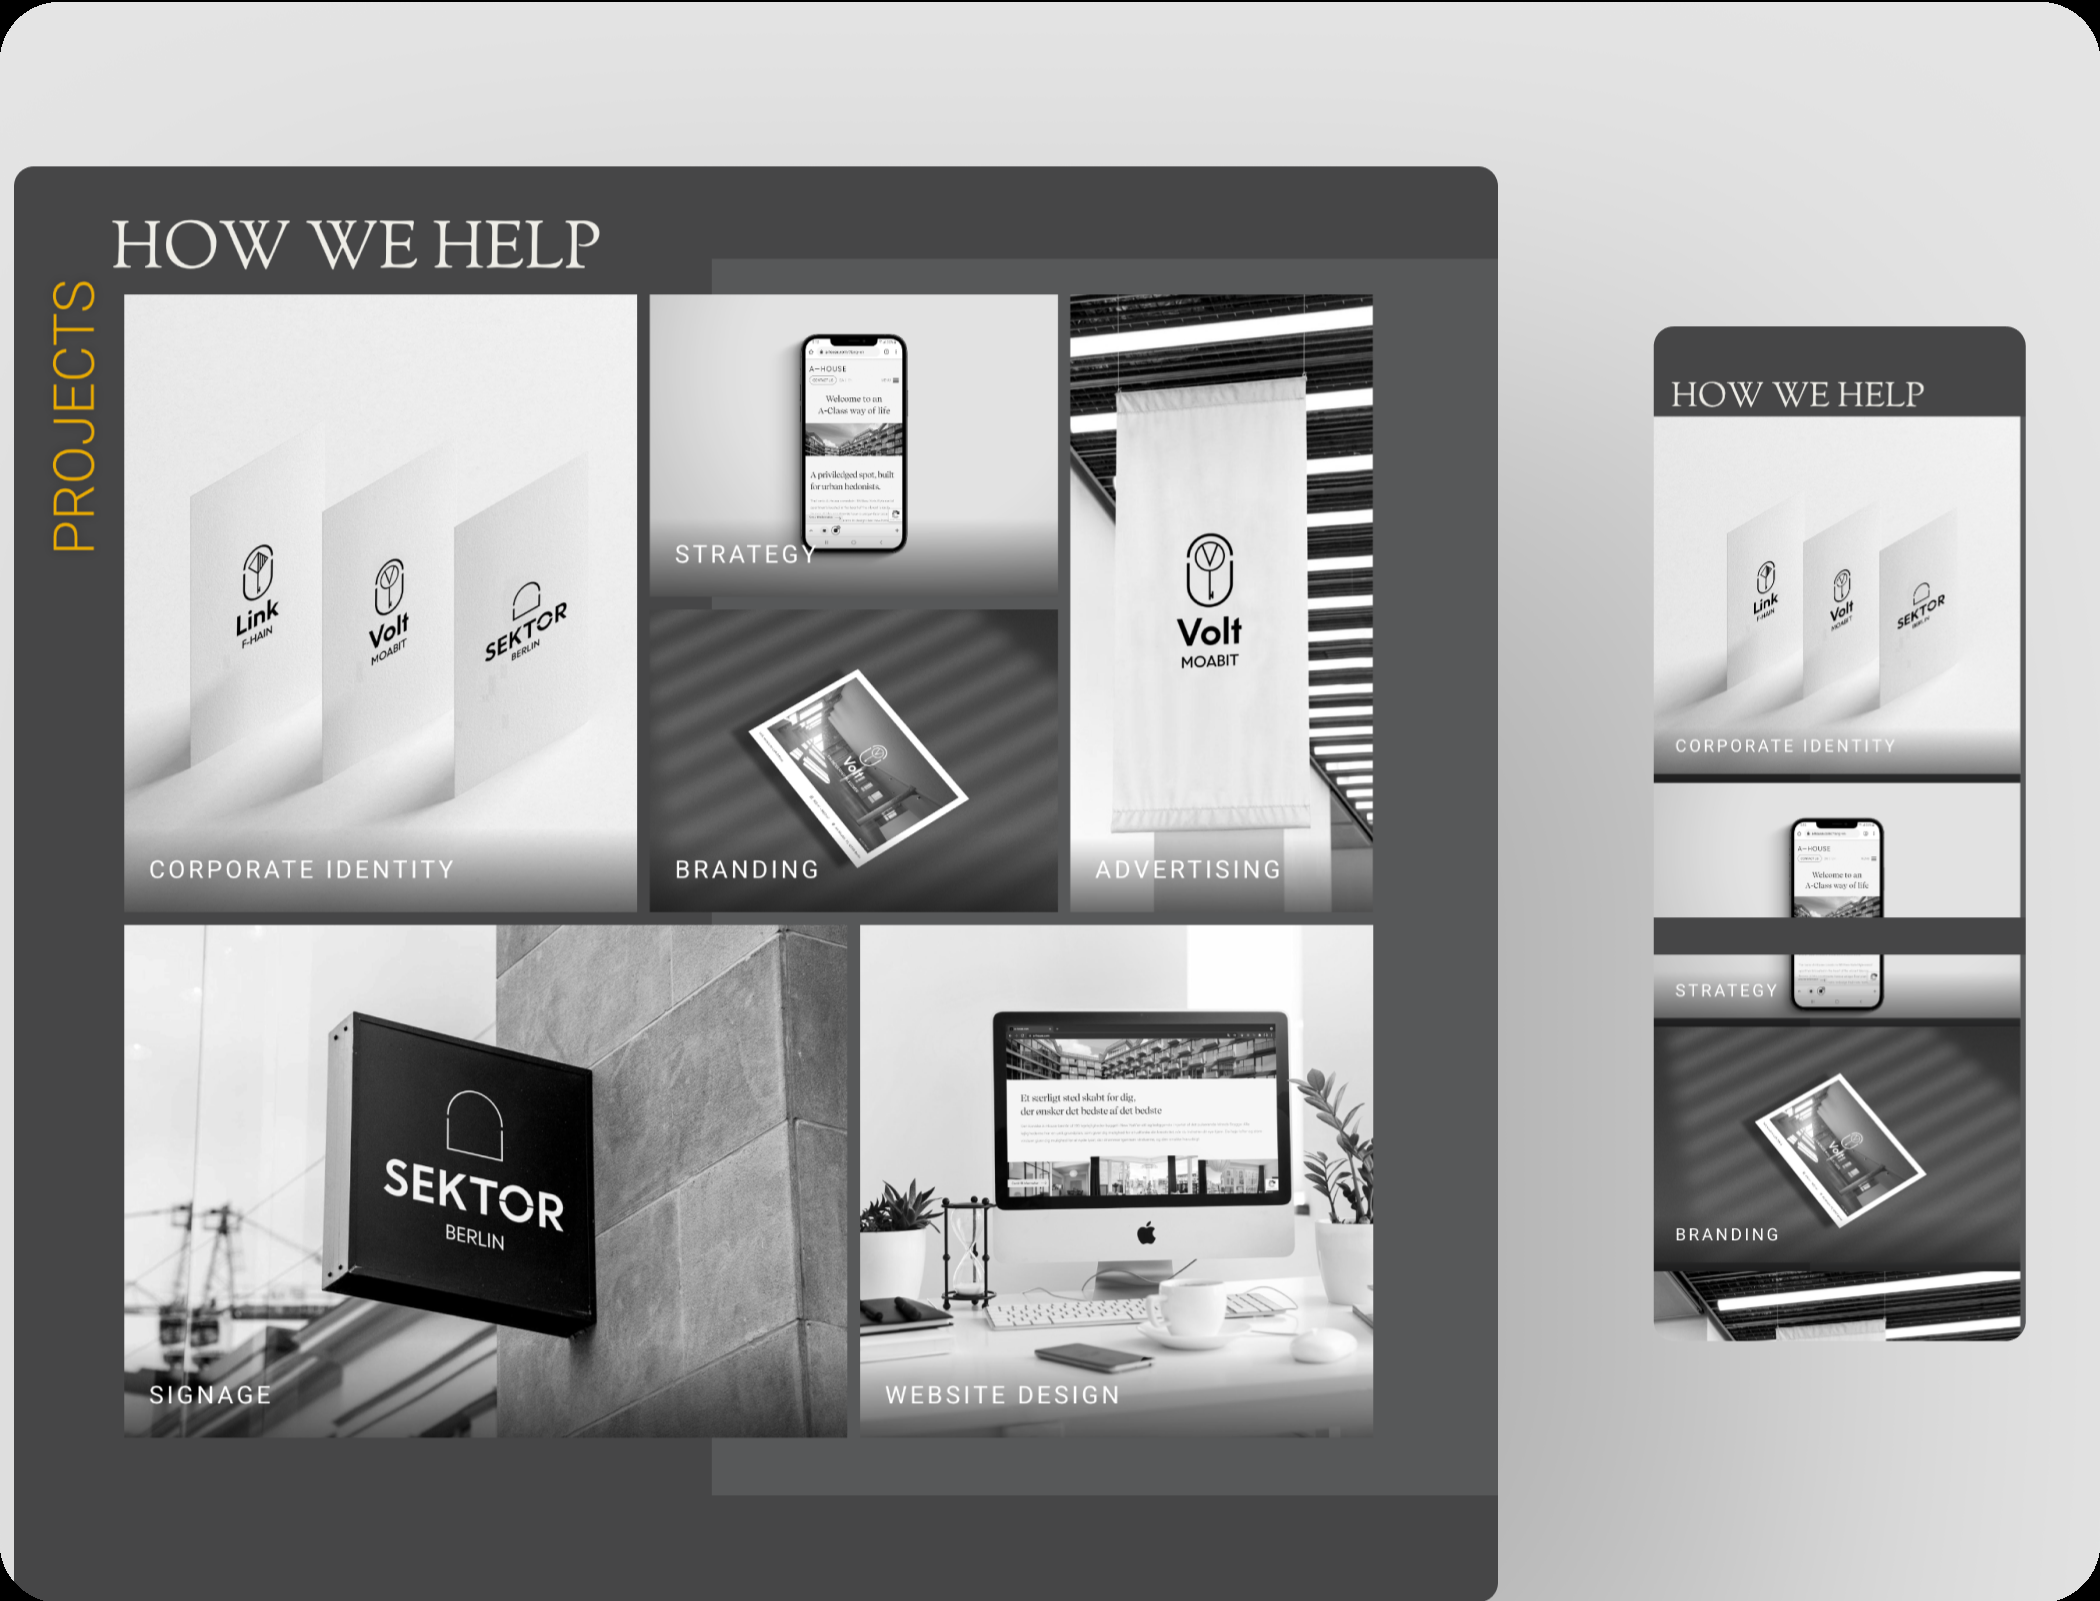 HOW WE HELP
PROJECTS
Link
F-HAIN
Volt
MOABIT
SEKTOR
BERLIN
CORPORATE IDENTITY
A—HOUSE
Welcome to an
A-Class way of life
A priviledged spot, built
for urban hedonists.
STRATEGY
Volt
BRANDING
Volt
MOABIT
ADVERTISING
SEKTOR
BERLIN
SIGNAGE
Et særligt sted skabt for dig,
der ønsker det bedste af det bedste
WEBSITE DESIGN
HOW WE HELP
Link
F-HAIN
Volt
MOABIT
SEKTOR
BERLIN
CORPORATE IDENTITY
A—HOUSE
Welcome to an
A-Class way of life
STRATEGY
Volt
BRANDING